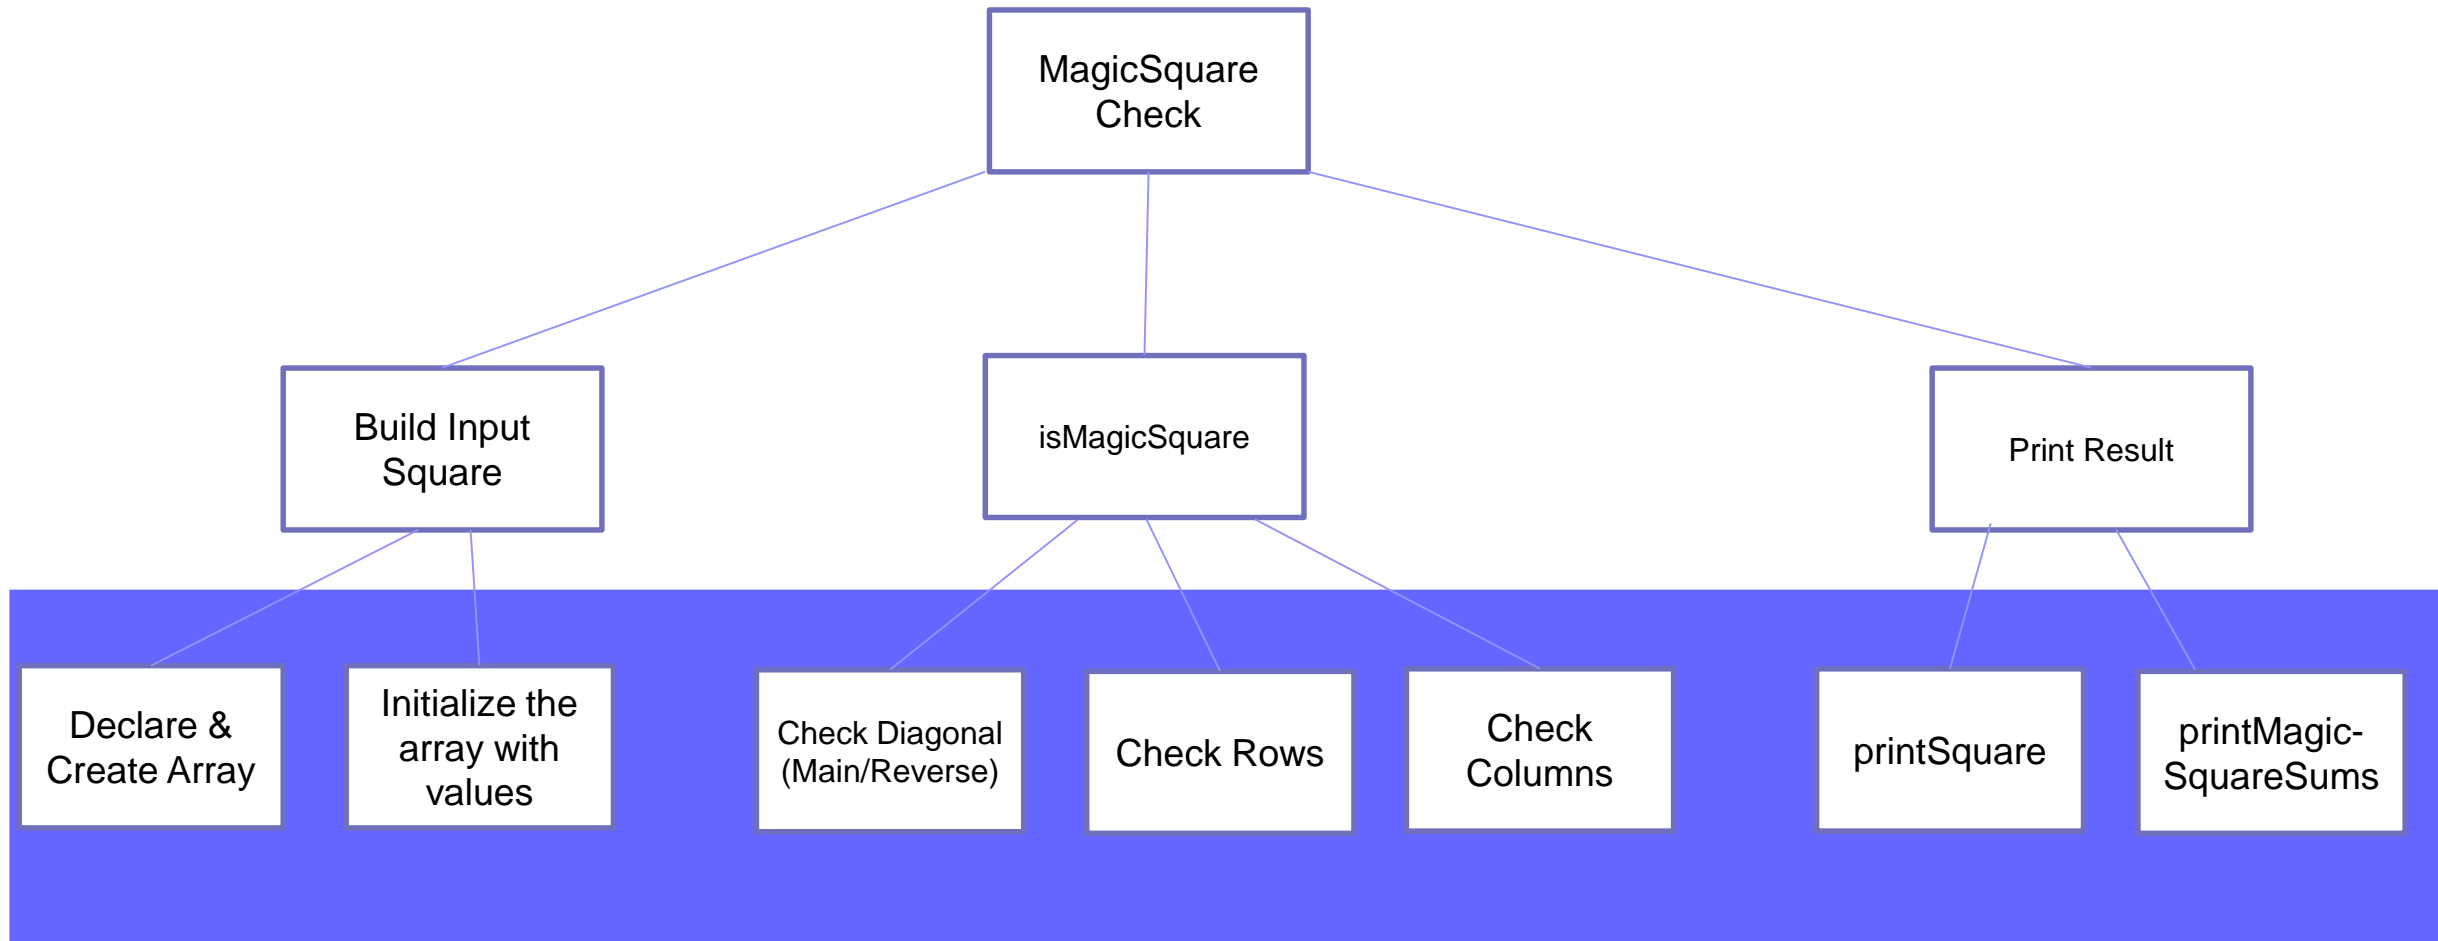 MagicSquare
Check
Build Input
Square
isMagicSquare
Print Result
Declare &
Create Array
Initialize the
array with
values
Check Diagonal
(Main/Reverse)
Check Rows
Check
Columns
printSquare
printMagic-
SquareSums